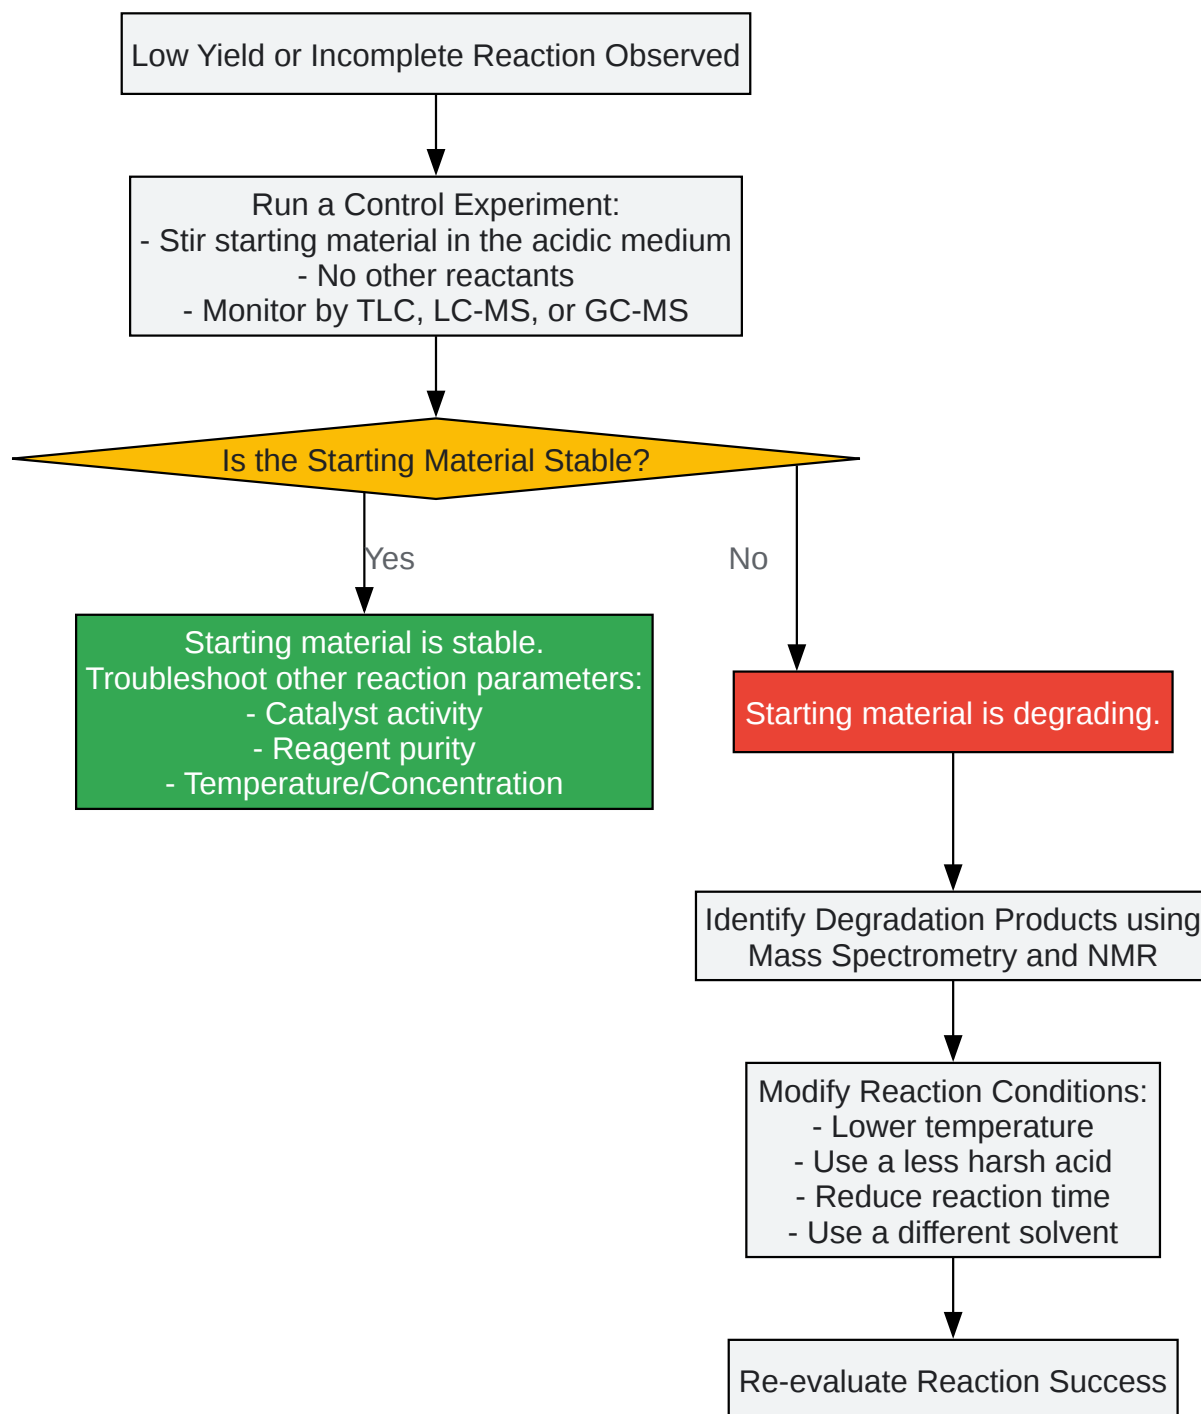 Low Yield or Incomplete Reaction Observed
Run a Control Experiment:
- Stir starting material in the acidic medium
- No other reactants
- Monitor by TLC, LC-MS, or GC-MS
Is the Starting Material Stable?
Yes
No
Starting material is stable.
Troubleshoot other reaction parameters:
- Catalyst activity
- Reagent purity
- Temperature/Concentration
Starting material is degrading.
Identify Degradation Products using
Mass Spectrometry and NMR
Modify Reaction Conditions:
- Lower temperature
- Use a less harsh acid
- Reduce reaction time
- Use a different solvent
Re-evaluate Reaction Success